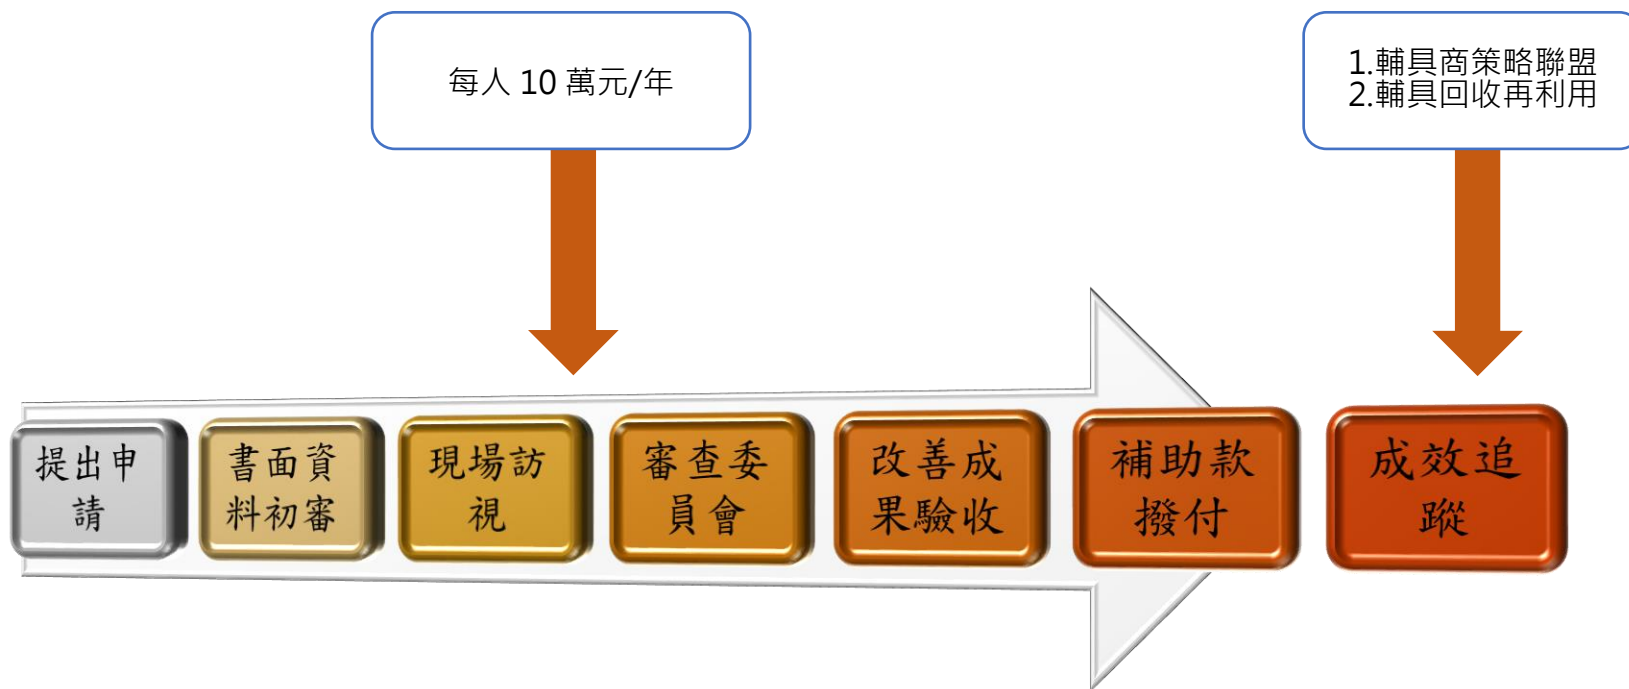 每人 10 萬元/年
1.輔具商策略聯盟
2.輔具回收再利用
提出申
請
書面資
料初審
現場訪
視
審查委
員會
改善成
果驗收
補助款
撥付
成效追
蹤